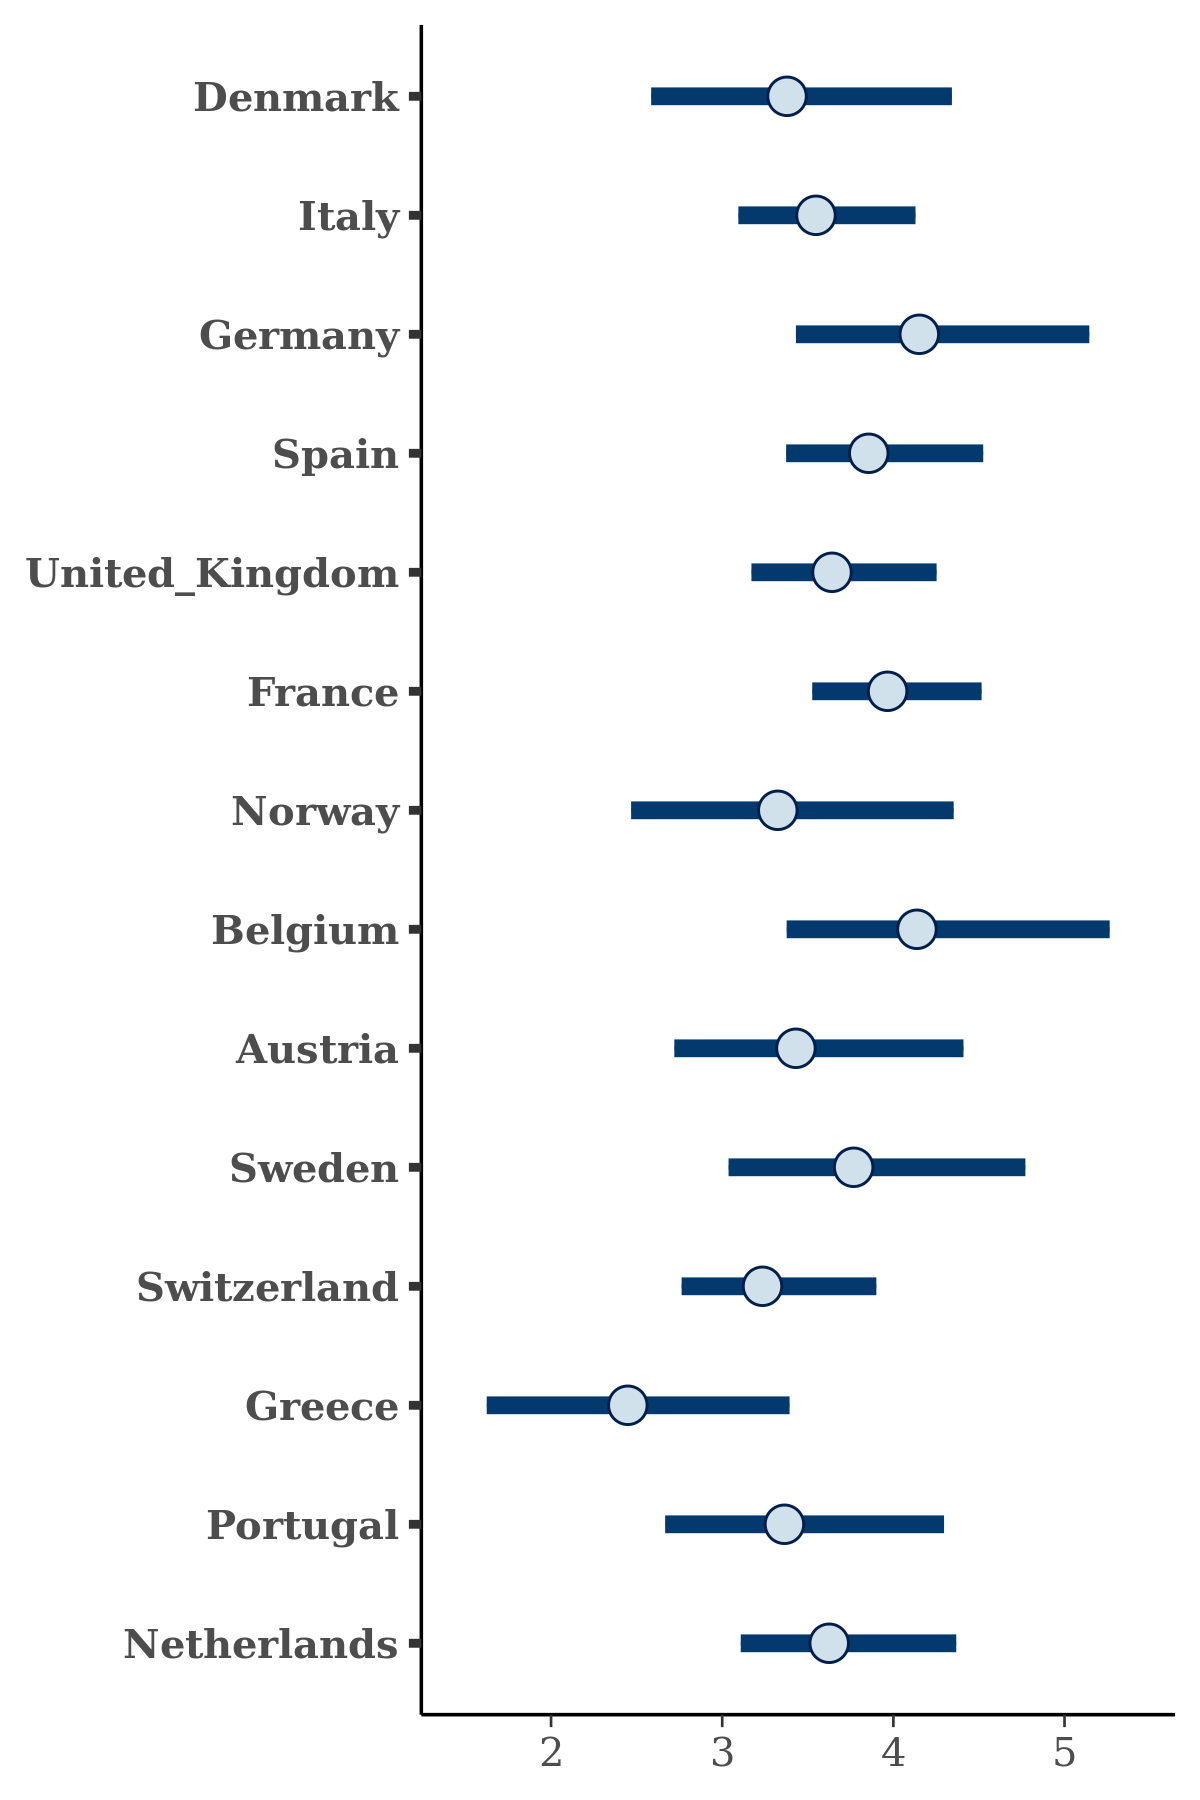 Denmark
Italy
Germany
Spain
United_Kingdom
France
Norway
Belgium
Austria
Sweden
Switzerland
Greece
Portugal
Netherlands
2 3 4 5